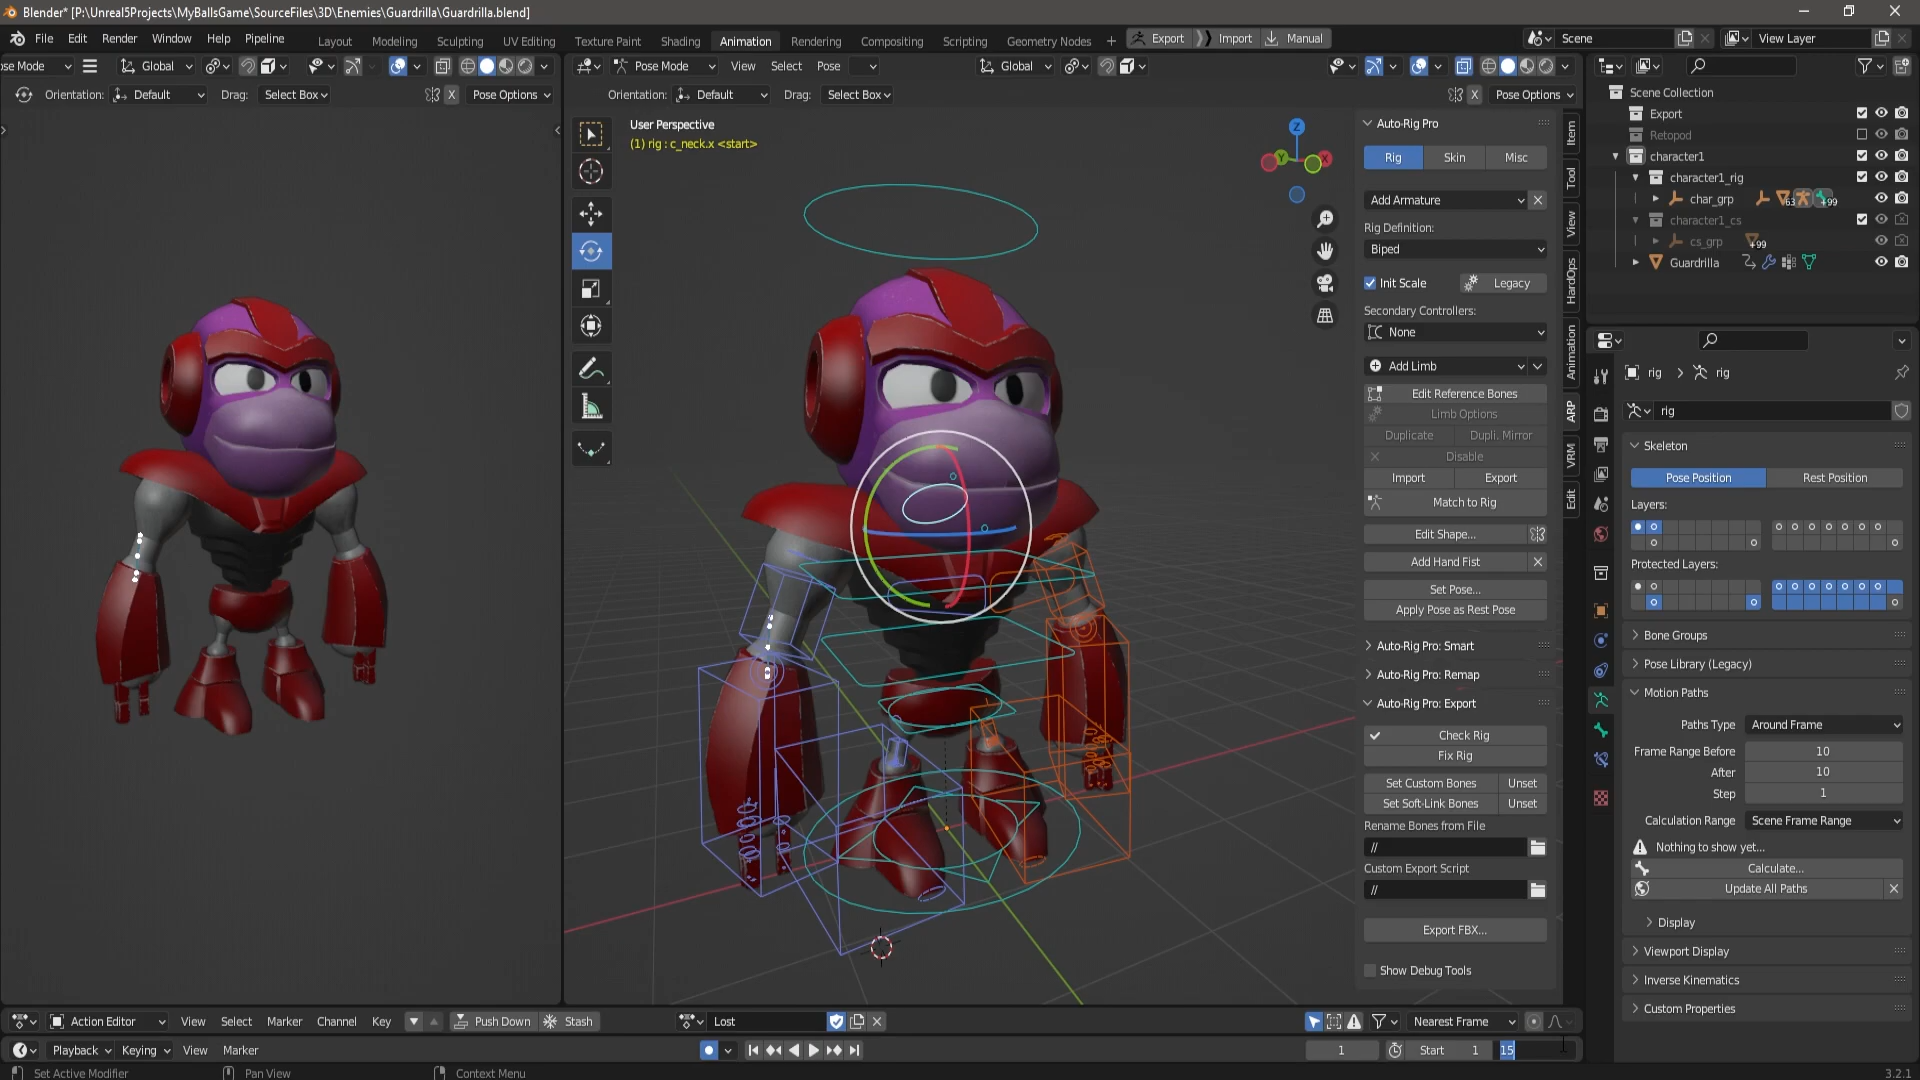 Blender* [P:\Unreal5Projects\MyBallsGame\SourceFiles\3D\Enemies\Guardrilla\Guardrilla.blend]
File Edit Render Window Help Pipeline
Layout Modeling Sculpting UV Editing Texture Paint Shading Animation Rendering Compositing Scripting Geometry Nodes +
Export Import Manual
Scene
View Layer
ose Mode
Global
Pose Mode View Select Pose
Global
Orientation: Default Drag: Select Box X Pose Options
Orientation: Default Drag: Select Box X Pose Options
User Perspective
(1) rig : c_neck.x <start>
Z
Y
X
Auto-Rig Pro
Rig Skin Misc
Add Armature
Rig Definition:
Biped
Init Scale Legacy
Secondary Controllers:
None
Add Limb
Edit Reference Bones
Limb Options
Duplicate Dupli. Mirror
Disable
Import Export
Match to Rig
Edit Shape...
Add Hand Fist
Set Pose...
Apply Pose as Rest Pose
Auto-Rig Pro: Smart
Auto-Rig Pro: Remap
Auto-Rig Pro: Export
Check Rig
Fix Rig
Set Custom Bones Unset
Set Soft-Link Bones Unset
Rename Bones from File
//
Custom Export Script
//
Export FBX...
Show Debug Tools
Item
Tool
View
HardOps
Animation
ARP
VRM
Edit
Scene Collection
Export
Retopod
character1
character1_rig
char_grp 63 +99
character1_cs
cs_grp +99
Guardrilla
rig > rig
rig
Skeleton
Pose Position Rest Position
Layers:
Protected Layers:
Bone Groups
Pose Library (Legacy)
Motion Paths
Paths Type Around Frame
Frame Range Before 10
After 10
Step 1
Calculation Range Scene Frame Range
Nothing to show yet...
Calculate...
Update All Paths
Display
Viewport Display
Inverse Kinematics
Custom Properties
Action Editor View Select Marker Channel Key Push Down Stash Lost Nearest Frame
Playback Keying View Marker 1 Start 1 15
Set Active Modifier Pan View Context Menu 3.2.1